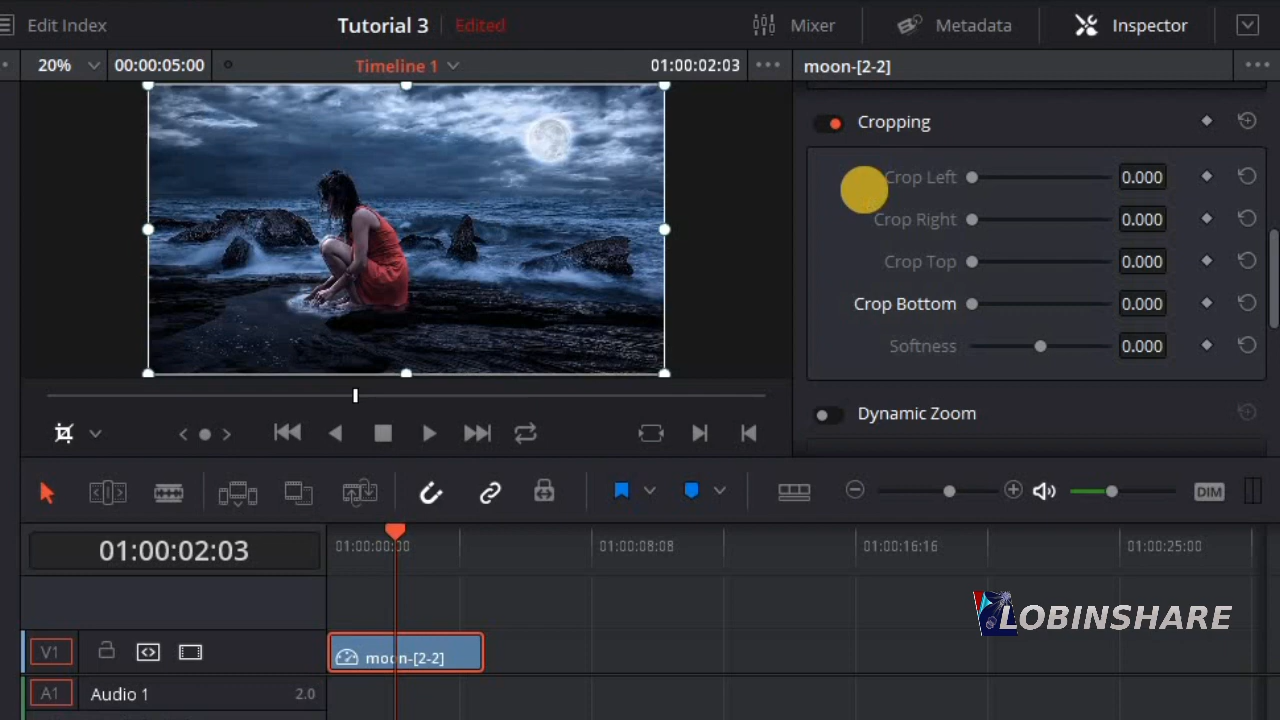 Edit Index
Tutorial 3
Edited
Mixer
Metadata
Inspector
20%
00:00:05:00
Timeline 1
01:00:02:03
moon-[2-2]
Cropping
Crop Left 0.000
Crop Right 0.000
Crop Top 0.000
Crop Bottom 0.000
Softness 0.000
Dynamic Zoom
DIM
01:00:02:03
01:00:00:00
01:00:08:08
01:00:16:16
01:00:25:00
LOBINSHARE
V1
moon-[2-2]
A1
Audio 1
2.0